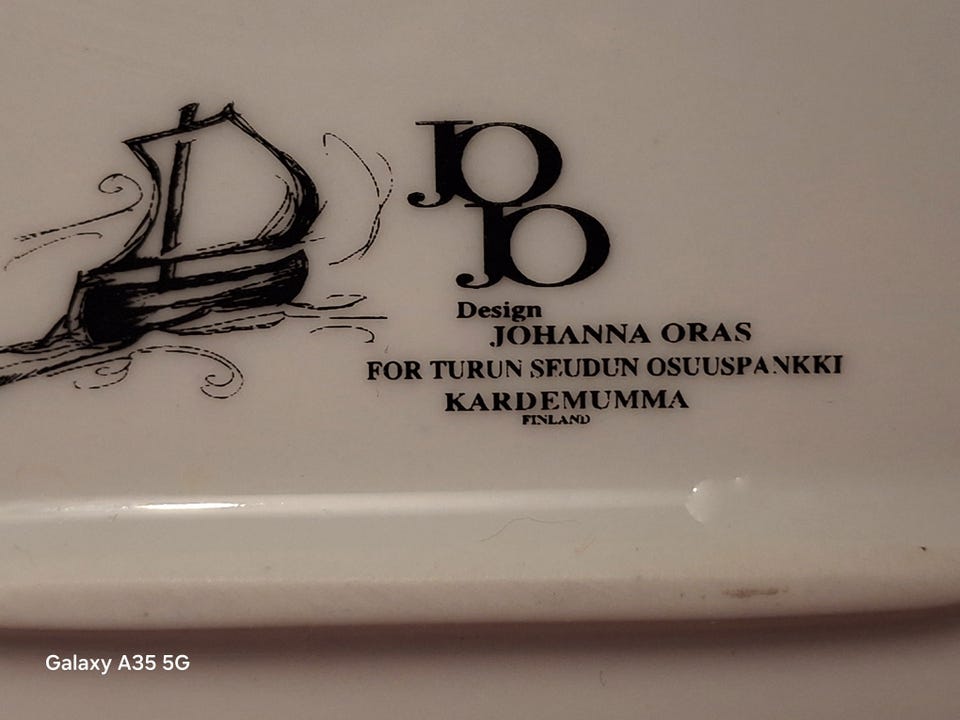 JO
JO
Design
JOHANNA ORAS
FOR TURUN SEUDUN OSUUSPANKKI
KARDEMUMMA
FINLAND
Galaxy A35 5G